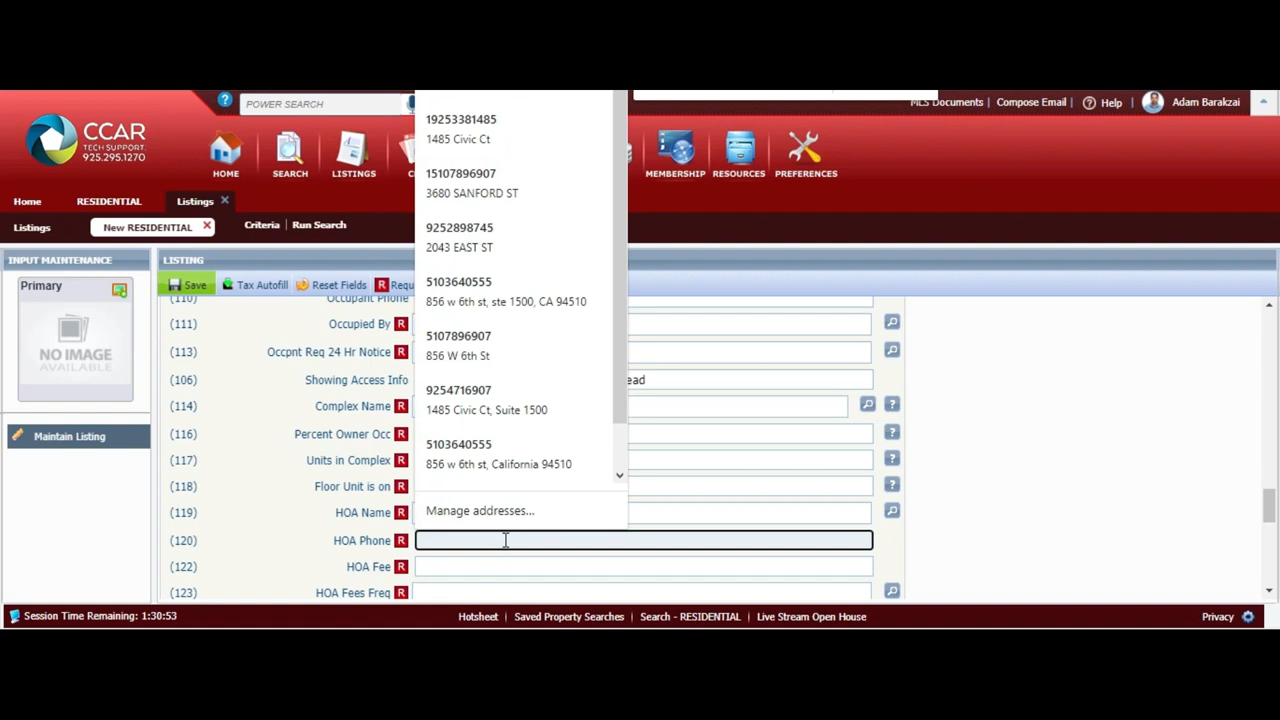 POWER SEARCH
MLS Documents
Compose Email
Help
Adam Barakzai
CCAR
TECH SUPPORT:
925.295.1270
HOME
SEARCH
LISTINGS
MEMBERSHIP
RESOURCES
PREFERENCES
Home
RESIDENTIAL
Listings
Listings
New RESIDENTIAL
Criteria
Run Search
INPUT MAINTENANCE
LISTING
Primary
NO IMAGE
AVAILABLE
Maintain Listing
Save
Tax Autofill
Reset Fields
R
(110) Occupant Phone
(111) Occupied By R
(113) Occpnt Req 24 Hr Notice R
(106) Showing Access Info
(114) Complex Name R
(116) Percent Owner Occ R
(117) Units in Complex R
(118) Floor Unit is on R
(119) HOA Name R
(120) HOA Phone R
(122) HOA Fee R
(123) HOA Fees Freq R
19253381485
1485 Civic Ct
15107896907
3680 SANFORD ST
9252898745
2043 EAST ST
5103640555
856 w 6th st, ste 1500, CA 94510
5107896907
856 W 6th St
9254716907
1485 Civic Ct, Suite 1500
5103640555
856 w 6th st, California 94510
Manage addresses...
Session Time Remaining: 1:30:53
Hotsheet
Saved Property Searches
Search - RESIDENTIAL
Live Stream Open House
Privacy